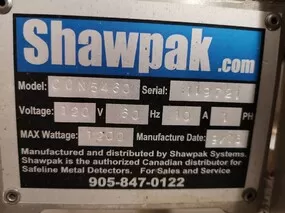 Shawpak.com
Model: CON6460 Serial:
Voltage: 120 V 60 Hz 10 A 1 PH
MAX Wattage: 1202 Manufacture Date:
Manufactured and distributed by Shawpak Systems.
Shawpak is the authorized Canadian distributor for
Safeline Metal Detectors. For Sales and Service
905-847-0122